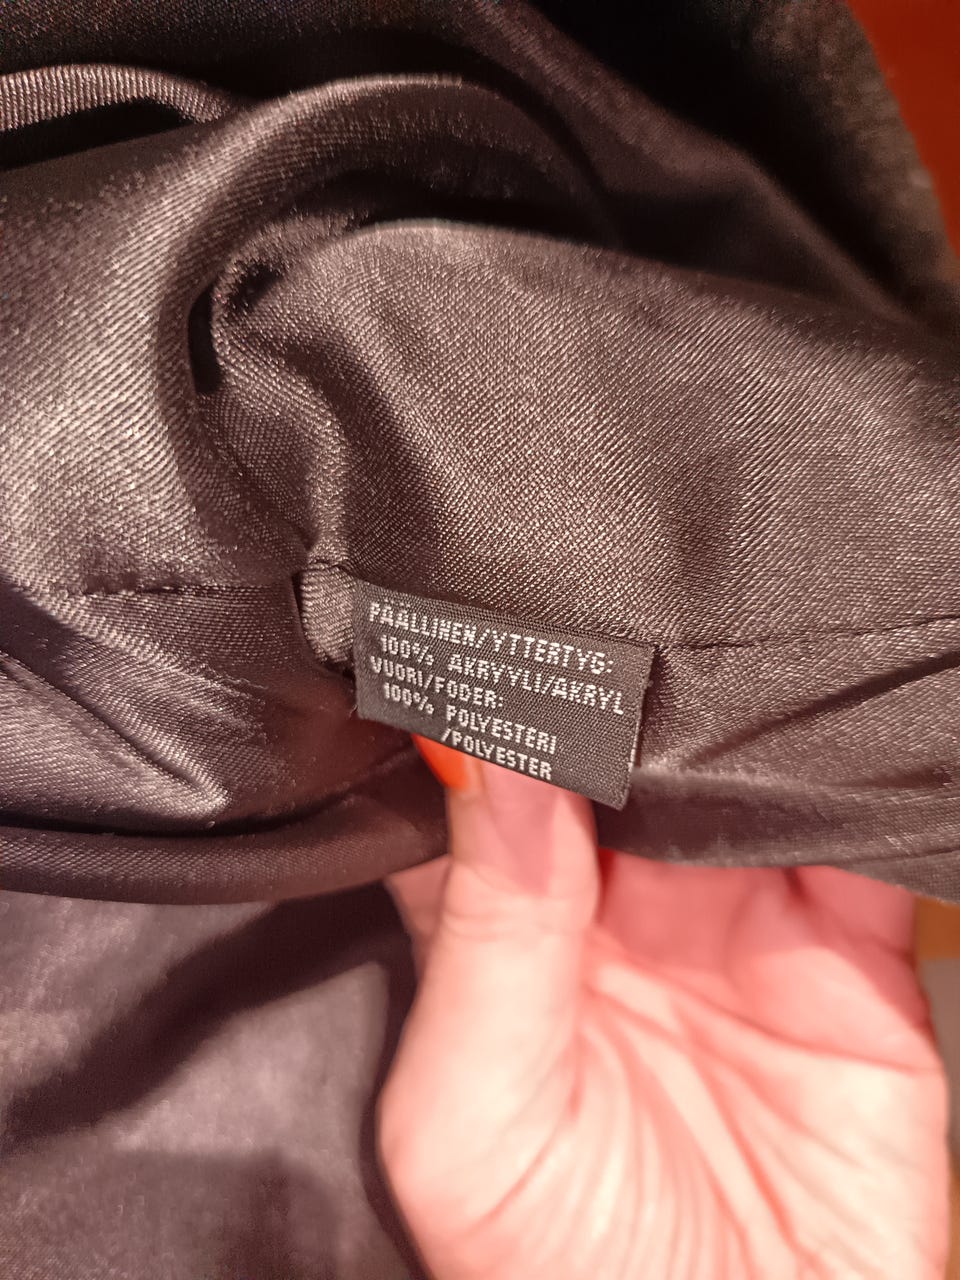 PÄÄLLINEN/YTTERTYG:
100% AKRYYLI/AKRYL
VUORI/FODER:
100% POLYESTERI
/POLYESTER